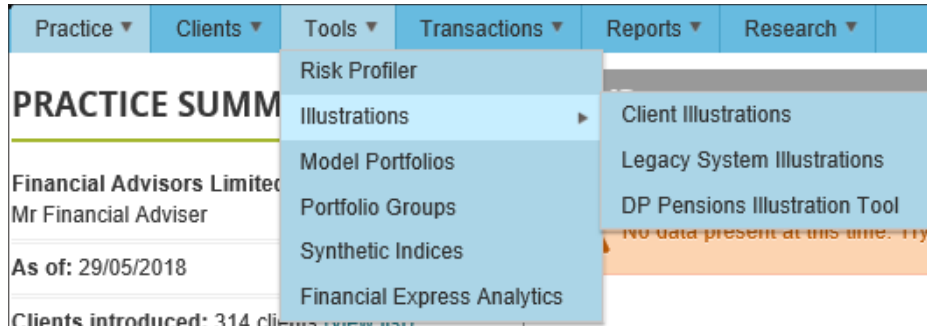 Practice Clients Tools Transactions Reports Research
PRACTICE SUMM
Financial Advisors Limited
Mr Financial Adviser
As of: 29/05/2018
Clients introduced: 314
Risk Profiler
Illustrations
Model Portfolios
Portfolio Groups
Synthetic Indices
Financial Express Analytics
Client Illustrations
Legacy System Illustrations
DP Pensions Illustration Tool
No data present at this time. Try